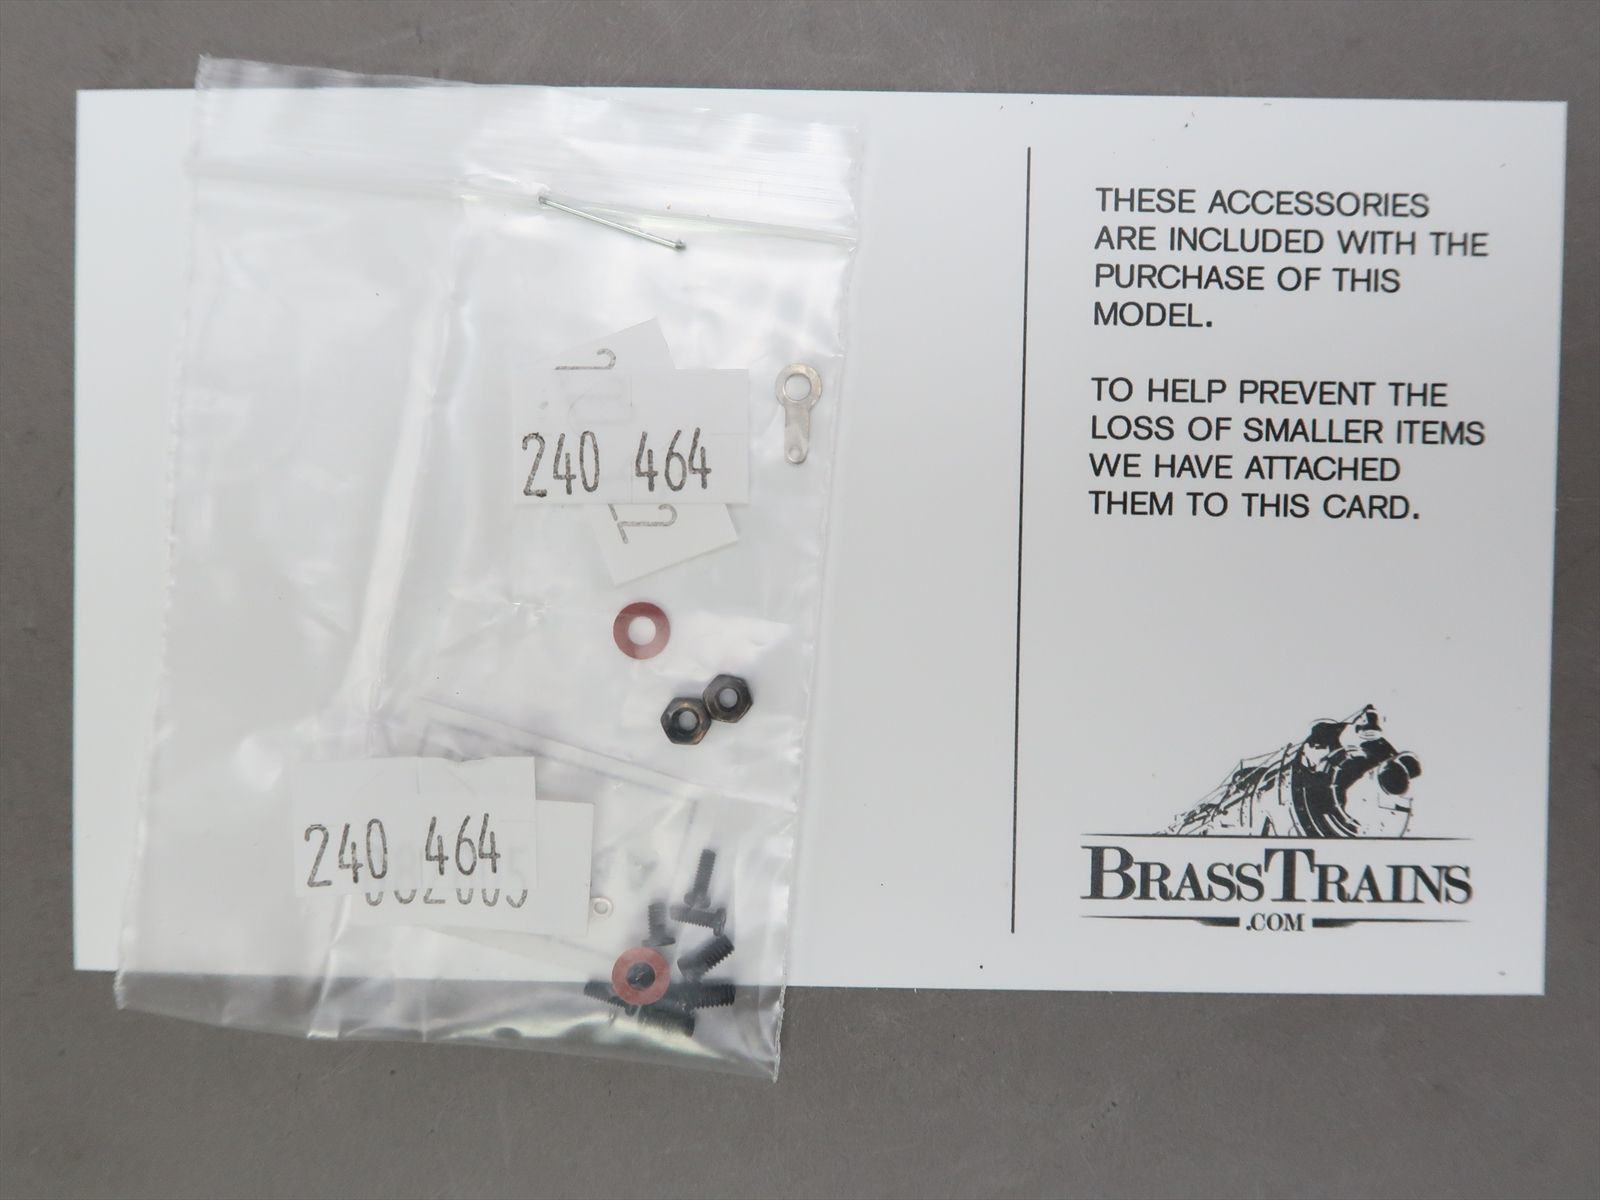 240 464
240 464
THESE ACCESSORIES
ARE INCLUDED WITH THE
PURCHASE OF THIS
MODEL.
TO HELP PREVENT THE
LOSS OF SMALLER ITEMS
WE HAVE ATTACHED
THEM TO THIS CARD.
BRASSTRAINS
.COM